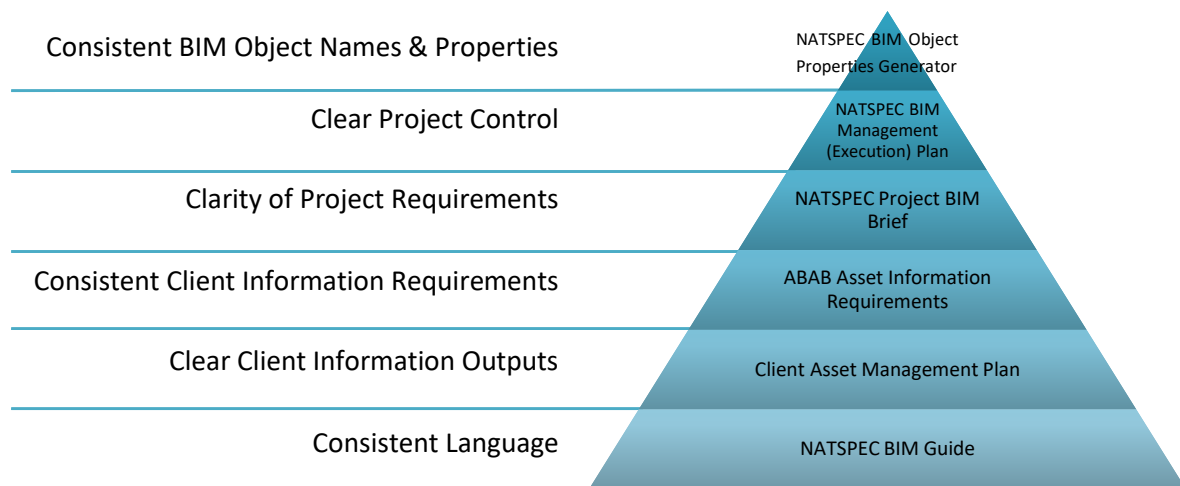 Consistent BIM Object Names & Properties
NATSPEC BIM Object
Properties Generator
Clear Project Control
NATSPEC BIM
Management
(Execution) Plan
Clarity of Project Requirements
NATSPEC Project BIM
Brief
Consistent Client Information Requirements
ABAB Asset Information
Requirements
Clear Client Information Outputs
Client Asset Management Plan
Consistent Language
NATSPEC BIM Guide